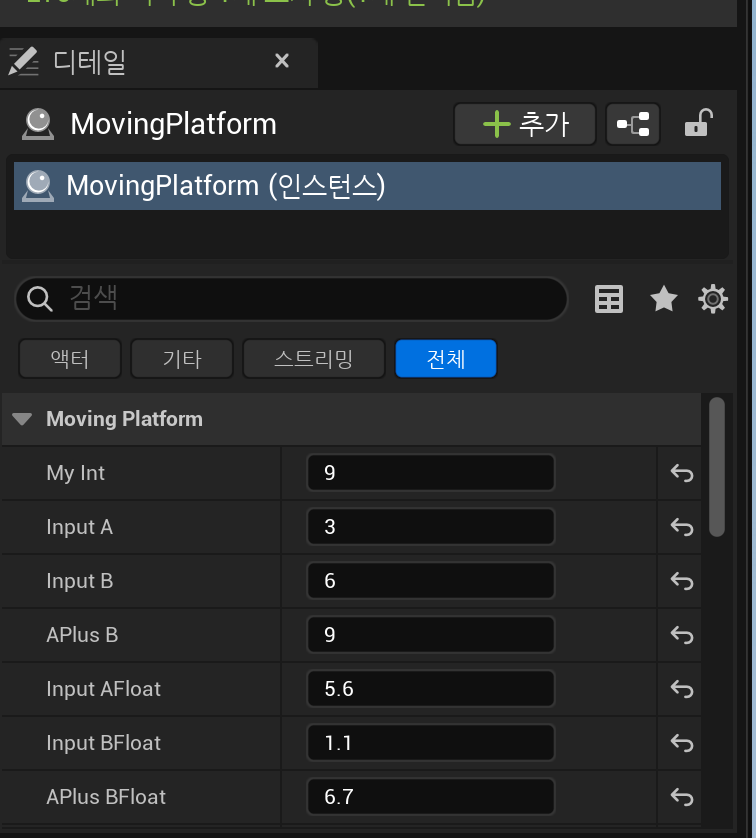 디테일
MovingPlatform
추가
MovingPlatform (인스턴스)
검색
액터 기타 스트리밍 전체
Moving Platform
My Int 9
Input A 3
Input B 6
APlus B 9
Input AFloat 5.6
Input BFloat 1.1
APlus BFloat 6.7